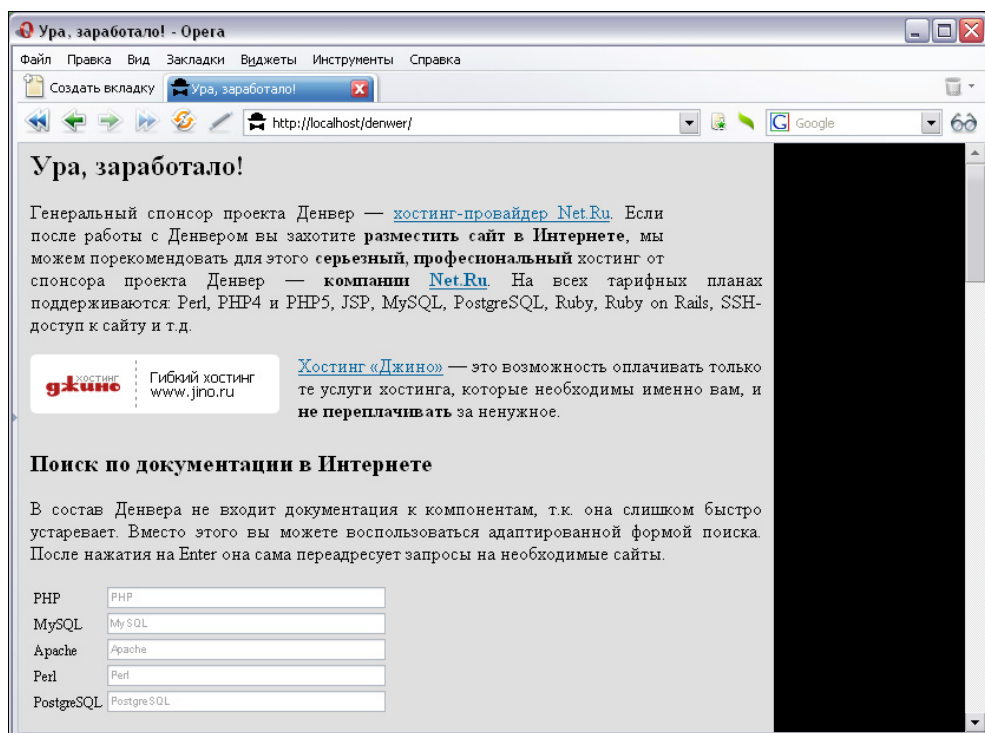 Ура, заработало! - Opera
Файл Правка Вид Закладки Виджеты Инструменты Справка
Создать вкладку Ура, заработало!
http://localhost/denwer/ Google
Ура, заработало!
Генеральный спонсор проекта Денвер — хостинг-провайдер Net.Ru. Если
после работы с Денвером вы захотите разместить сайт в Интернете, мы
можем порекомендовать для этого серьезный, професиональный хостинг от
спонсора проекта Денвер — компании Net.Ru. На всех тарифных планах
поддерживаются: Perl, PHP4 и PHP5, JSP, MySQL, PostgreSQL, Ruby, Ruby on Rails, SSH-
доступ к сайту и т.д.
хостинг
джино
Гибкий хостинг
www.jino.ru
Хостинг «Джино» — это возможность оплачивать только
те услуги хостинга, которые необходимы именно вам, и
не переплачивать за ненужное.
Поиск по документации в Интернете
В состав Денвера не входит документация к компонентам, т.к. она слишком быстро
устаревает. Вместо этого вы можете воспользоваться адаптированной формой поиска.
После нажатия на Enter она сама переадресует запросы на необходимые сайты.
PHP PHP
MySQL MySQL
Apache Apache
Perl Perl
PostgreSQL PostgreSQL